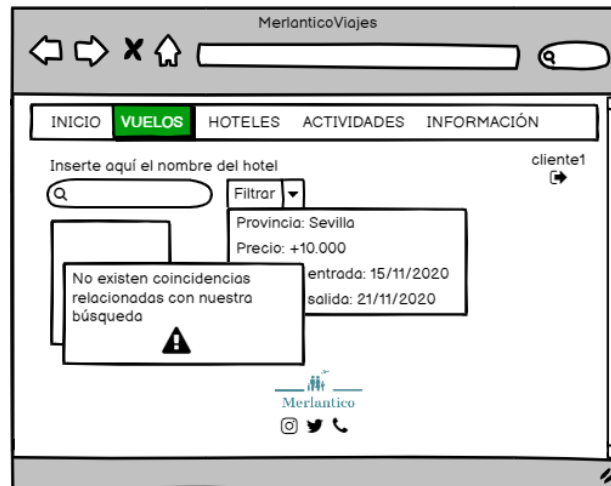 MerlanticoViajes
INICIO VUELOS HOTELES ACTIVIDADES INFORMACIÓN
cliente1
Inserte aquí el nombre del hotel
Filtrar
Provincia: Sevilla
Precio: +10.000
entrada: 15/11/2020
salida: 21/11/2020
No existen coincidencias
relacionadas con nuestra
búsqueda
Merlantico